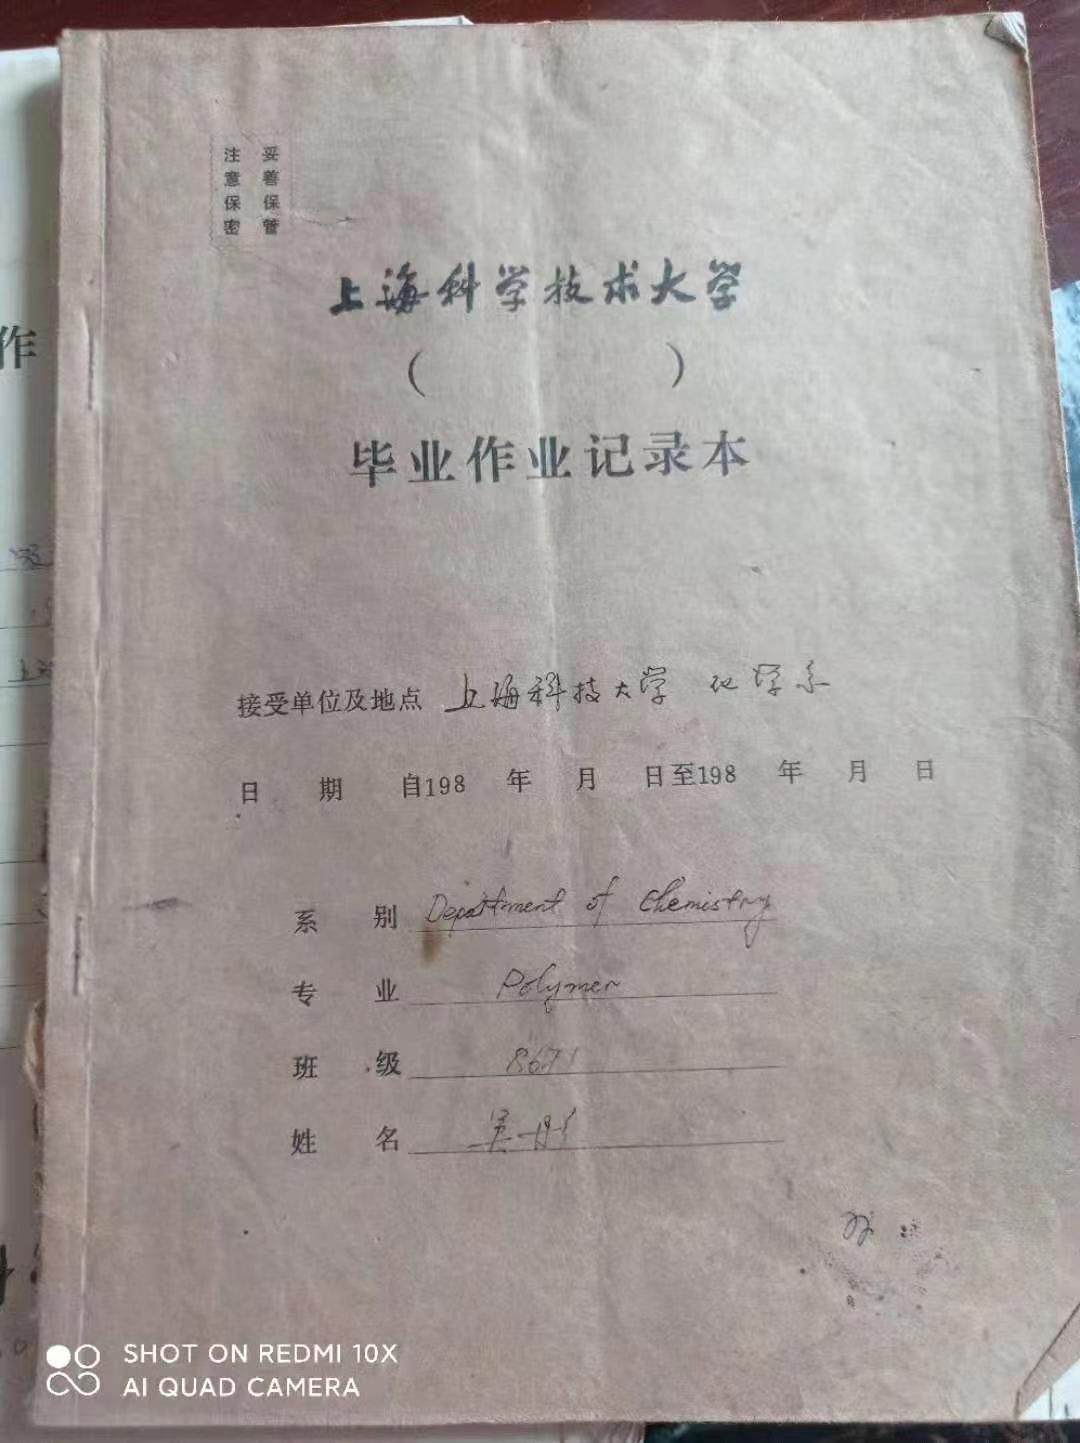 妥善保管
注意保密
上海科学技术大学
（ ）
毕业作业记录本
接受单位及地点 上海科技大学 化学系
日 期 自198 年 月 日至198 年 月 日
系 别 Department of Chemistry
专 业 Polymer
班 级 8671
姓 名 吴
作
SHOT ON REDMI 10X
AI QUAD CAMERA